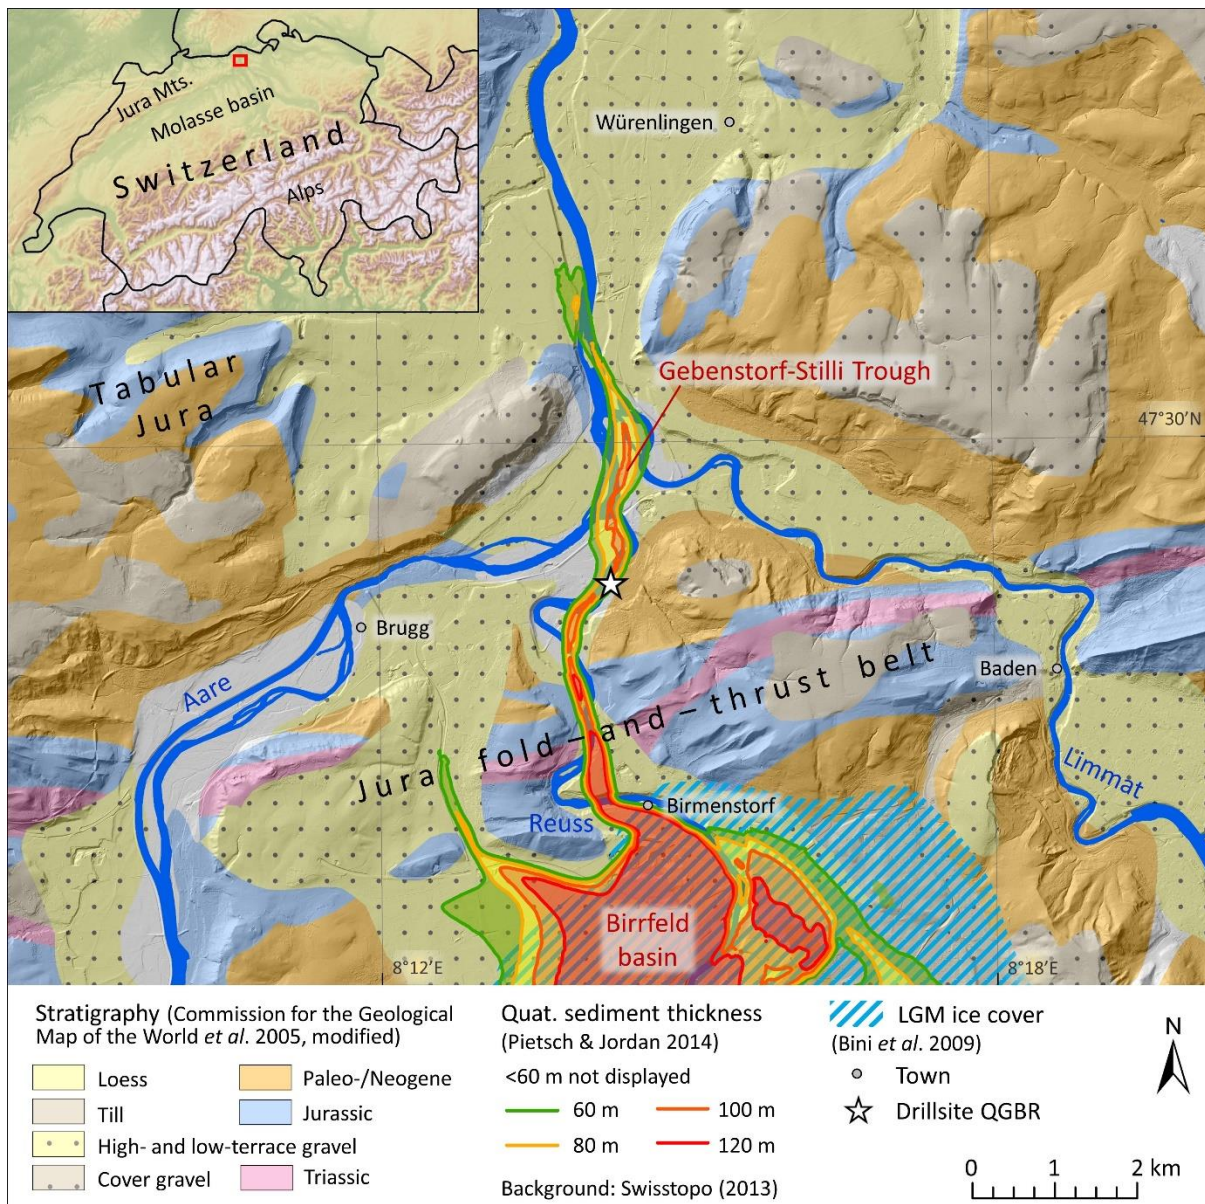 Jura Mts.
Molasse basin
Switzerland
Alps
Würenlingen
Tabular
Jura
Gebenstorf-Stilli Trough
47°30'N
Brugg
Aare
Baden
Jura fold–and–thrust belt
Limmat
Birmenstorf
Reuss
Birrfeld
basin
8°12'E
8°18'E
Stratigraphy (Commission for the Geological
Map of the World et al. 2005, modified)
Loess
Paleo-/Neogene
Till
Jurassic
High- and low-terrace gravel
Cover gravel
Triassic
Quat. sediment thickness
(Pietsch & Jordan 2014)
<60 m not displayed
60 m
100 m
80 m
120 m
Background: Swisstopo (2013)
LGM ice cover
(Bini et al. 2009)
Town
Drillsite QGBR
N
0 1 2 km